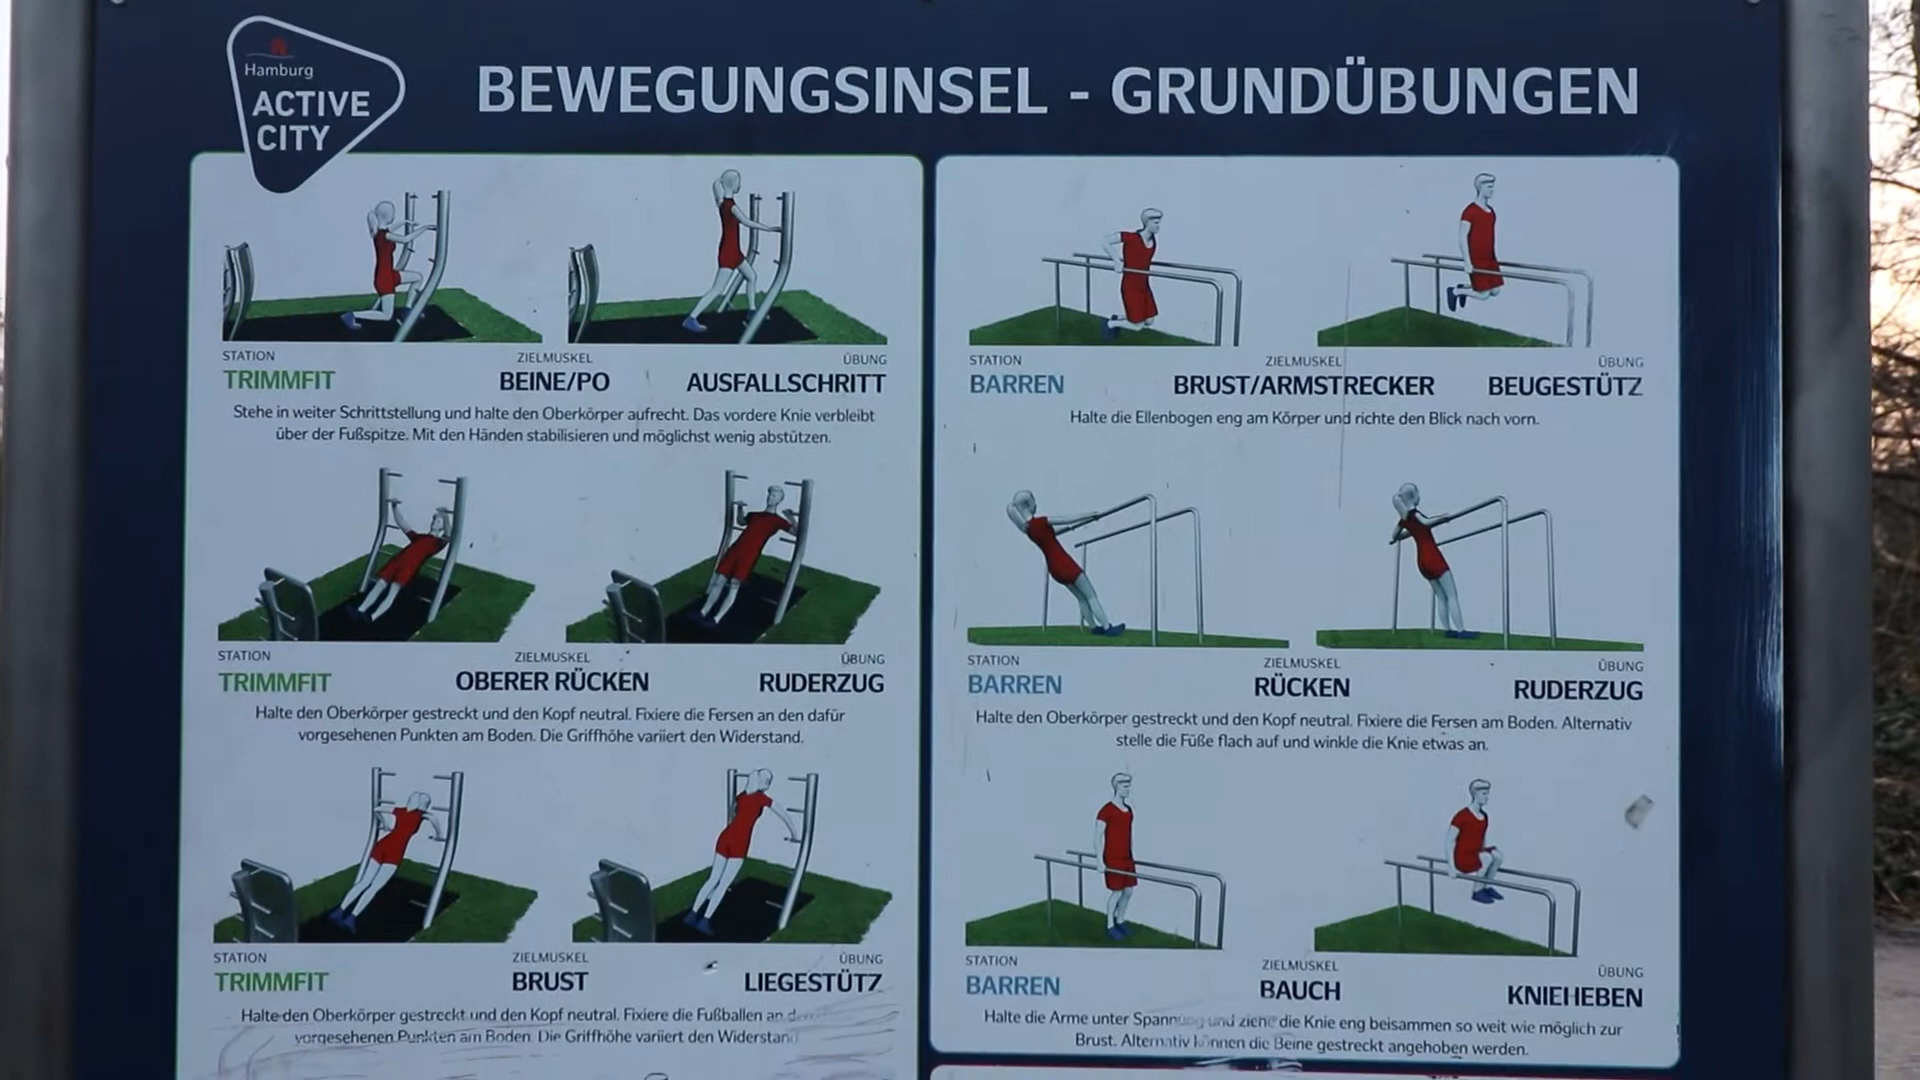 Hamburg
ACTIVE
CITY
BEWEGUNGSINSEL - GRUNDÜBUNGEN
STATION ZIELMUSKEL ÜBUNG
TRIMMFIT BEINE/PO AUSFALLSCHRITT
Stehe in weiter Schrittstellung und halte den Oberkörper aufrecht. Das vordere Knie verbleibt
über der Fußspitze. Mit den Händen stabilisieren und möglichst wenig abstützen.
STATION ZIELMUSKEL ÜBUNG
TRIMMFIT OBERER RÜCKEN RUDERZUG
Halte den Oberkörper gestreckt und den Kopf neutral. Fixiere die Fersen an den dafür
vorgesehenen Punkten am Boden. Die Griffhöhe variiert den Widerstand.
STATION ZIELMUSKEL ÜBUNG
TRIMMFIT BRUST LIEGESTÜTZ
Halte den Oberkörper gestreckt und den Kopf neutral. Fixiere die Fußballen an
vorgesehenen Punkten am Boden. Die Griffhöhe variiert den Widerstand
STATION ZIELMUSKEL ÜBUNG
BARREN BRUST/ARMSTRECKER BEUGESTÜTZ
Halte die Ellenbogen eng am Körper und richte den Blick nach vorn.
STATION ZIELMUSKEL ÜBUNG
BARREN RÜCKEN RUDERZUG
Halte den Oberkörper gestreckt und den Kopf neutral. Fixiere die Fersen am Boden. Alternativ
stelle die Füße flach auf und winkle die Knie etwas an.
STATION ZIELMUSKEL ÜBUNG
BARREN BAUCH KNIEHEBEN
Halte die Arme unter Spannung und ziehe die Knie eng beisammen so weit wie möglich zur
Brust. Alternativ können die Beine gestreckt angehoben werden.